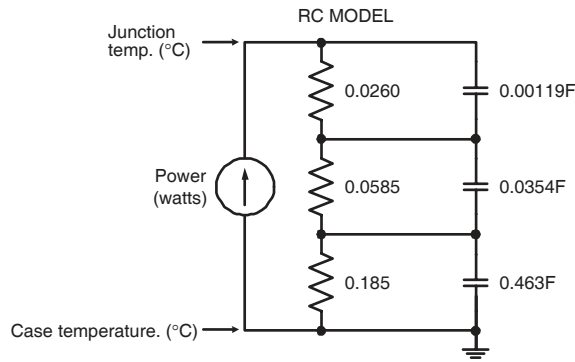 RC MODEL
Junction
temp. (°C)
0.0260
0.00119F
Power
(watts)
0.0585
0.0354F
0.185
0.463F
Case temperature. (°C)